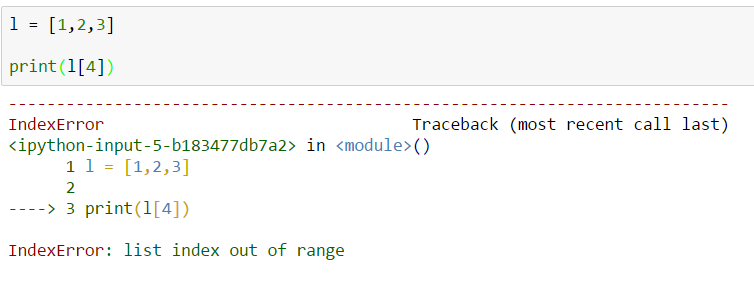 l = [1,2,3]
print(l[4])
---------------------------------------------------------------------------
IndexError                                Traceback (most recent call last)
<ipython-input-5-b183477db7a2> in <module>()
      1 l = [1,2,3]
      2
----> 3 print(l[4])
IndexError: list index out of range